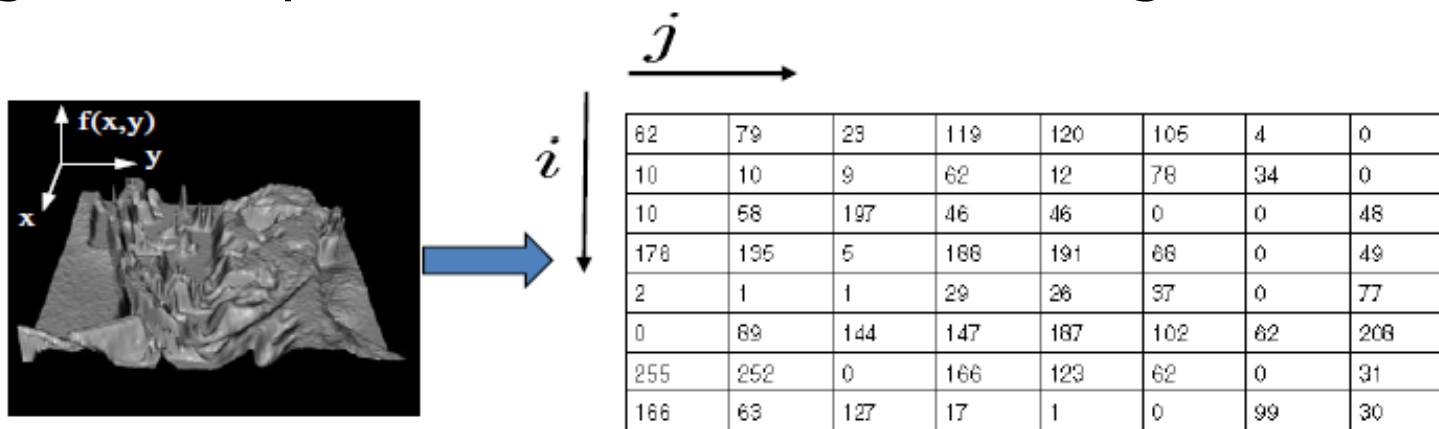 j
i
f(x,y)
y
x
62 79 23 119 120 105 4 0
10 10 9 62 12 78 34 0
10 58 197 46 46 0 0 48
176 135 5 188 191 68 0 49
2 1 1 29 26 37 0 77
0 89 144 147 187 102 62 208
255 252 0 166 123 62 0 31
166 63 127 17 1 0 99 30